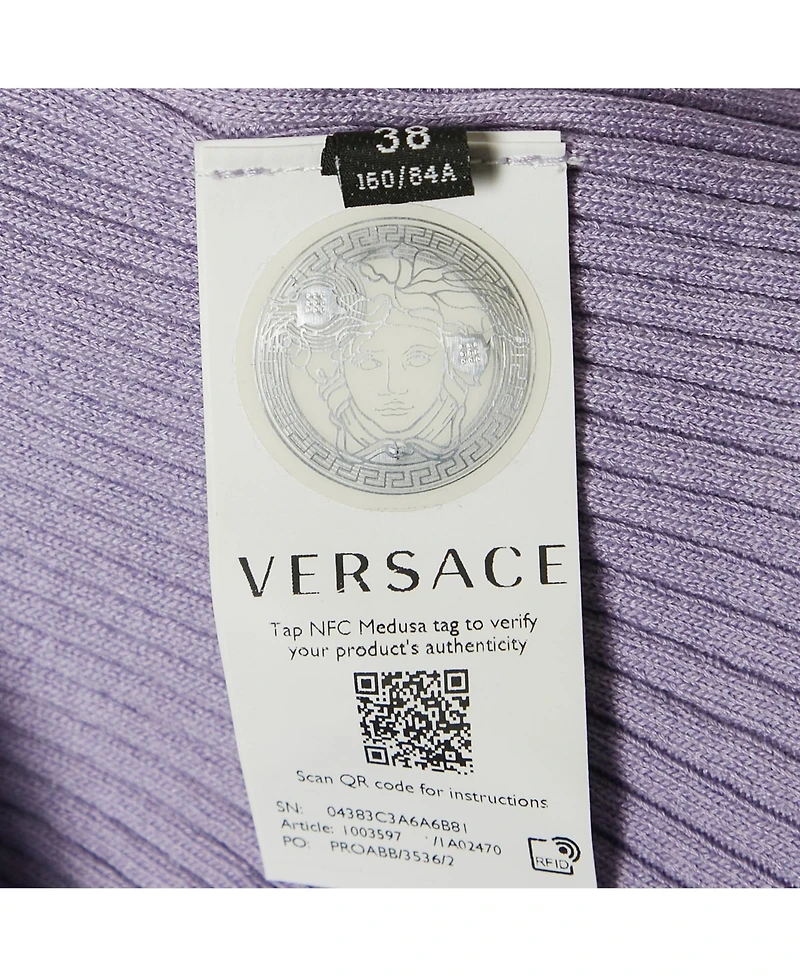 38
160/84A
VERSACE
Tap NFC Medusa tag to verify
your product's authenticity
Scan QR code for instructions
SN: 04383C3A6A6B81
Article: 1003597 /1A02470
PO: PROABB/3536/2
RFID